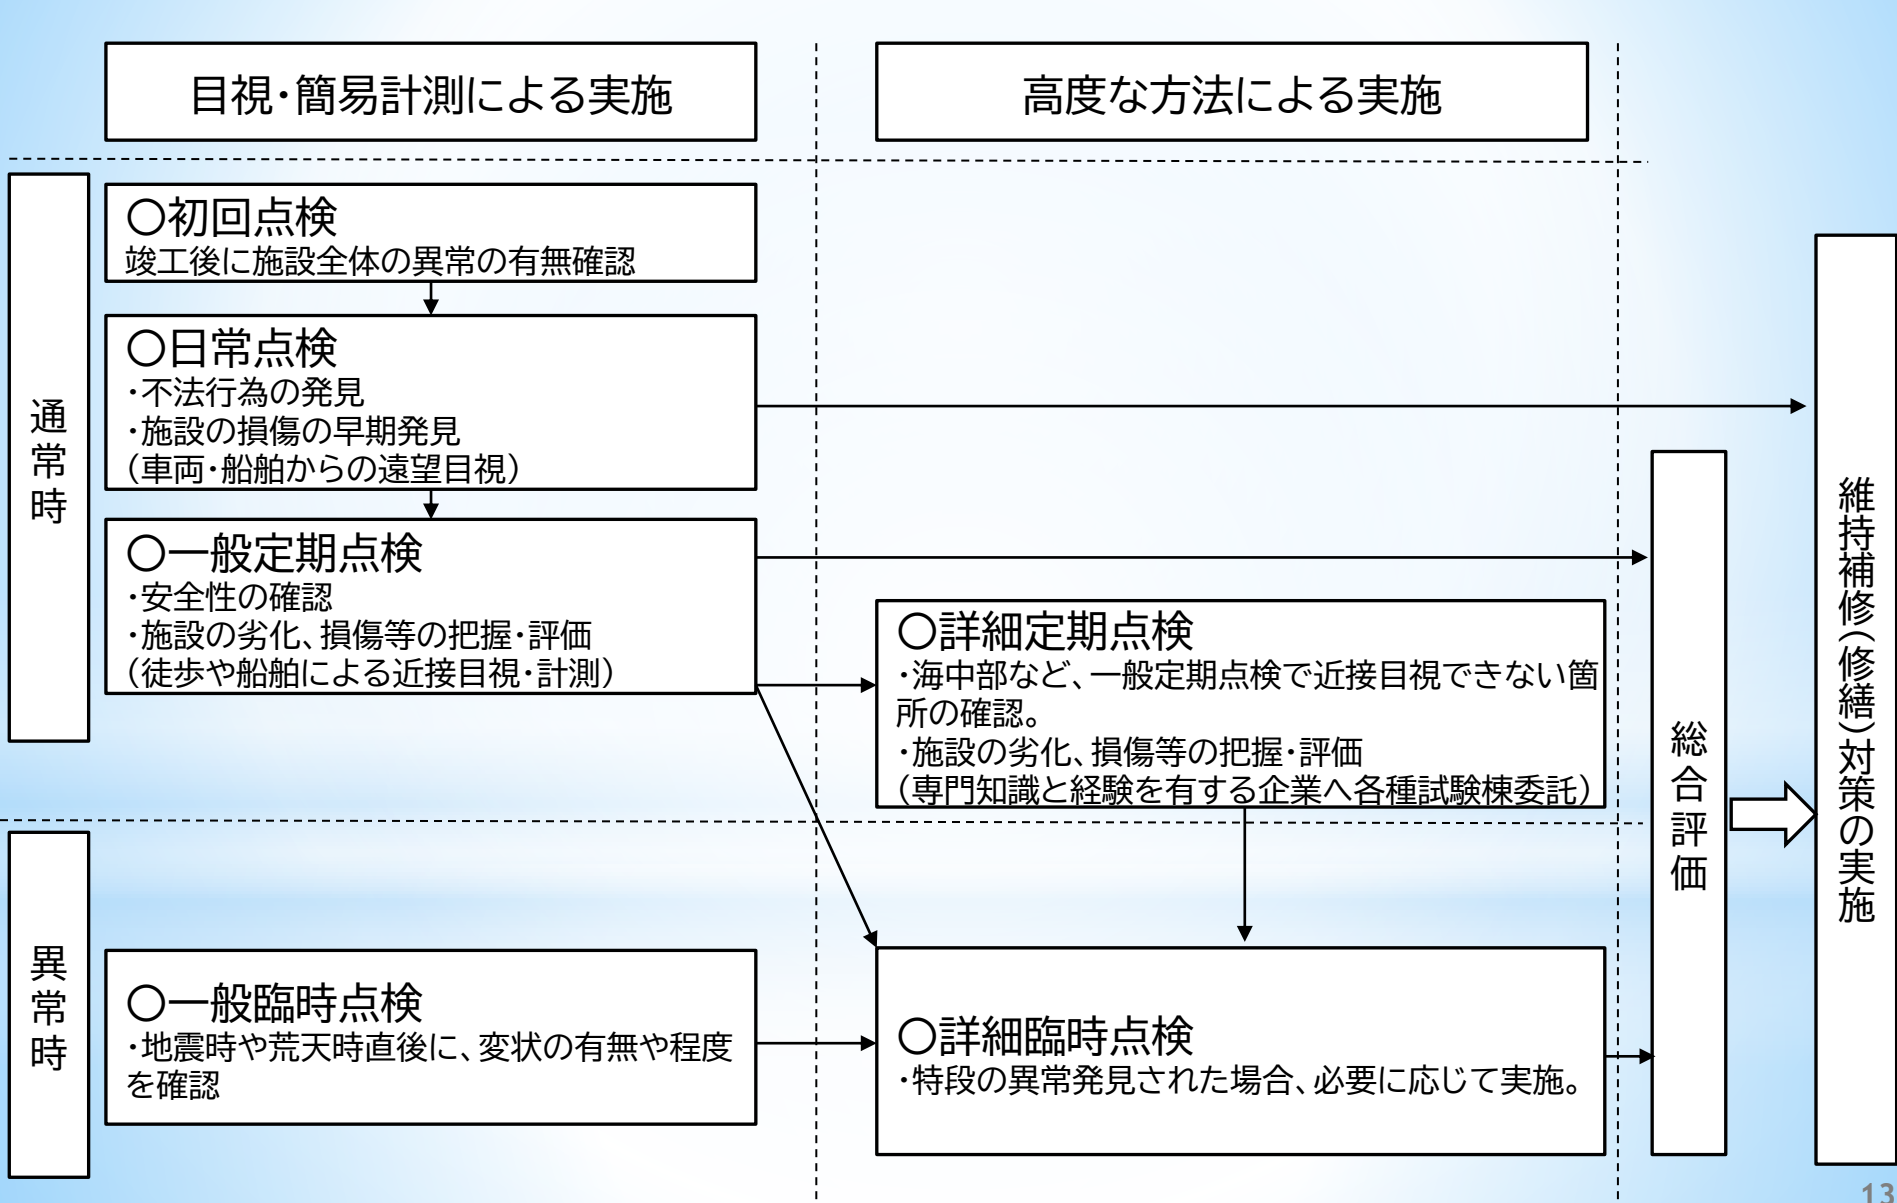 目視・簡易計測による実施
高度な方法による実施
通常時
〇初回点検
竣工後に施設全体の異常の有無確認
〇日常点検
・不法行為の発見
・施設の損傷の早期発見
（車両・船舶からの遠望目視）
〇一般定期点検
・安全性の確認
・施設の劣化、損傷等の把握・評価
（徒歩や船舶による近接目視・計測）
〇詳細定期点検
・海中部など、一般定期点検で近接目視できない箇
所の確認。
・施設の劣化、損傷等の把握・評価
（専門知識と経験を有する企業へ各種試験棟委託）
異常時
〇一般臨時点検
・地震時や荒天時直後に、変状の有無や程度
を確認
〇詳細臨時点検
・特段の異常発見された場合、必要に応じて実施。
総合評価
維持補修（修繕）対策の実施
13